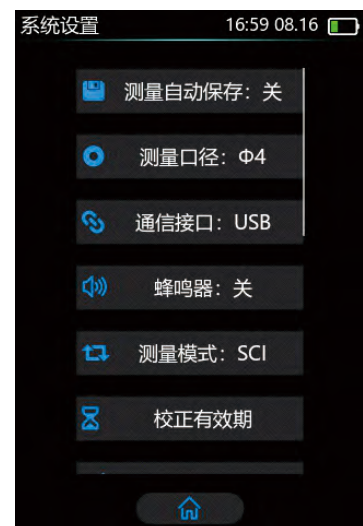 系统设置 16:59 08.16
测量自动保存：关
测量口径：Φ4
通信接口：USB
蜂鸣器：关
测量模式：SCI
校正有效期